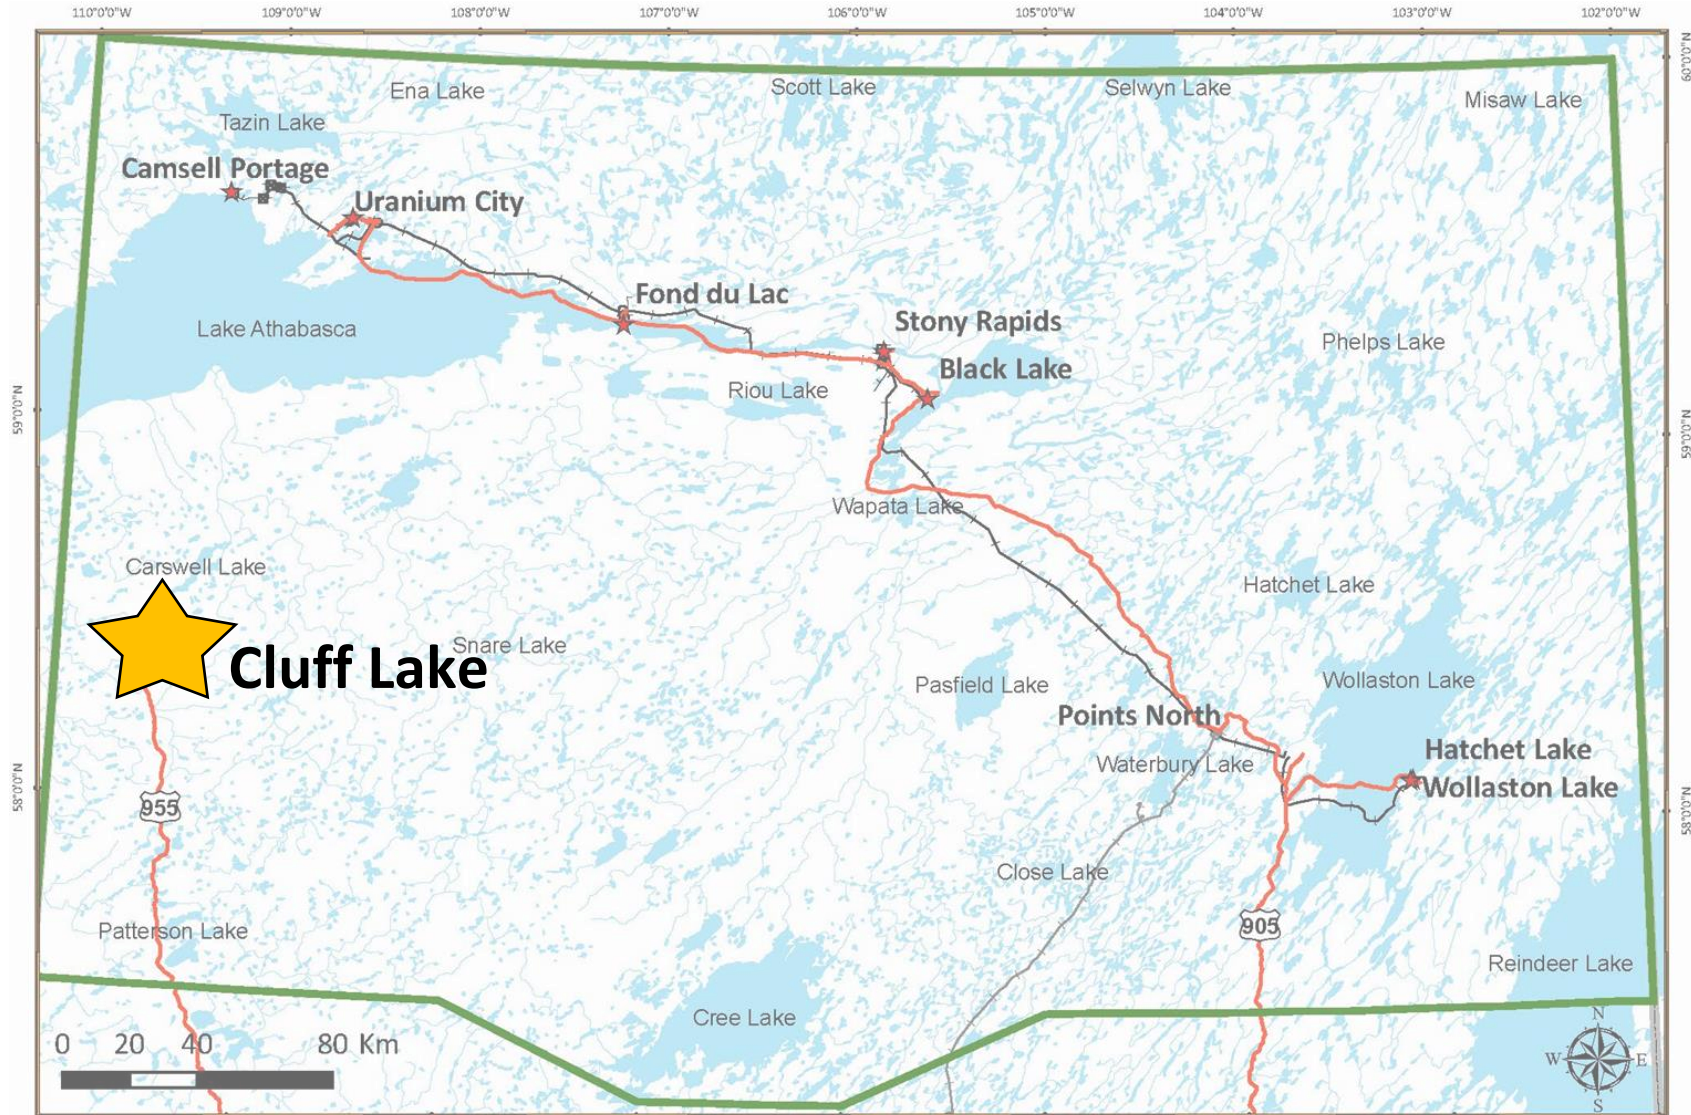 110°0'0"W 109°0'0"W 108°0'0"W 107°0'0"W 106°0'0"W 105°0'0"W 104°0'0"W 103°0'0"W 102°0'0"W
60°0'0"N
Ena Lake
Scott Lake
Selwyn Lake
Misaw Lake
Tazin Lake
Camsell Portage
Uranium City
Fond du Lac
Stony Rapids
Lake Athabasca
Phelps Lake
Black Lake
Riou Lake
59°0'0"N
59°0'0"N
Wapata Lake
Carswell Lake
Hatchet Lake
Snare Lake
Cluff Lake
Pasfield Lake
Wollaston Lake
Points North
Hatchet Lake
Waterbury Lake
Wollaston Lake
58°0'0"N
58°0'0"N
955
Close Lake
905
Patterson Lake
Reindeer Lake
Cree Lake
0 20 40 80 Km
N
W E
S